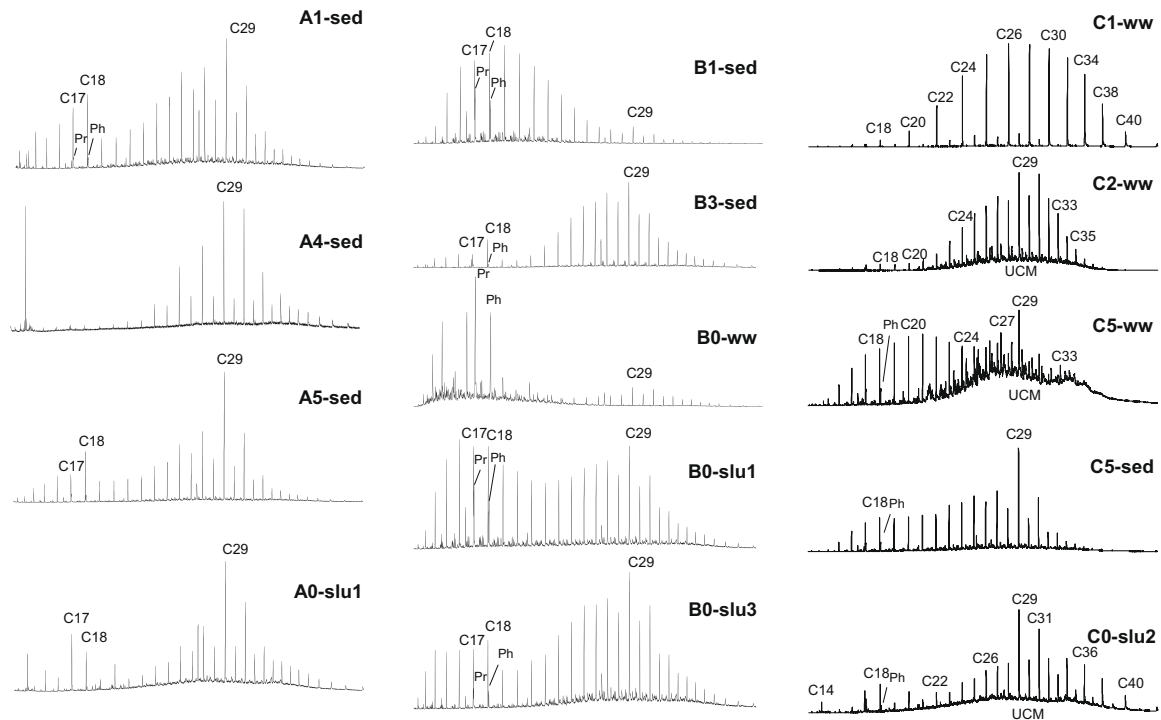 A1-sed
C29
C18
C17
Ph
Pr
A4-sed
C29
A5-sed
C29
C18
C17
A0-slu1
C29
C17
C18
B1-sed
C18
C17
Pr
Ph
C29
B3-sed
C29
C18
C17
Ph
Pr
B0-ww
Ph
C29
B0-slu1
C17 C18
C29
Pr
Ph
B0-slu3
C29
C18
C17
Ph
Pr
C1-ww
C26
C30
C24
C34
C22
C38
C20
C18
C40
C2-ww
C29
C24
C33
C35
C18
C20
UCM
C5-ww
C29
Ph
C20
C27
C18
C24
C33
UCM
C5-sed
C29
C18
Ph
C0-slu2
C29
C31
C26
C36
C18
Ph
C22
C14
C40
UCM